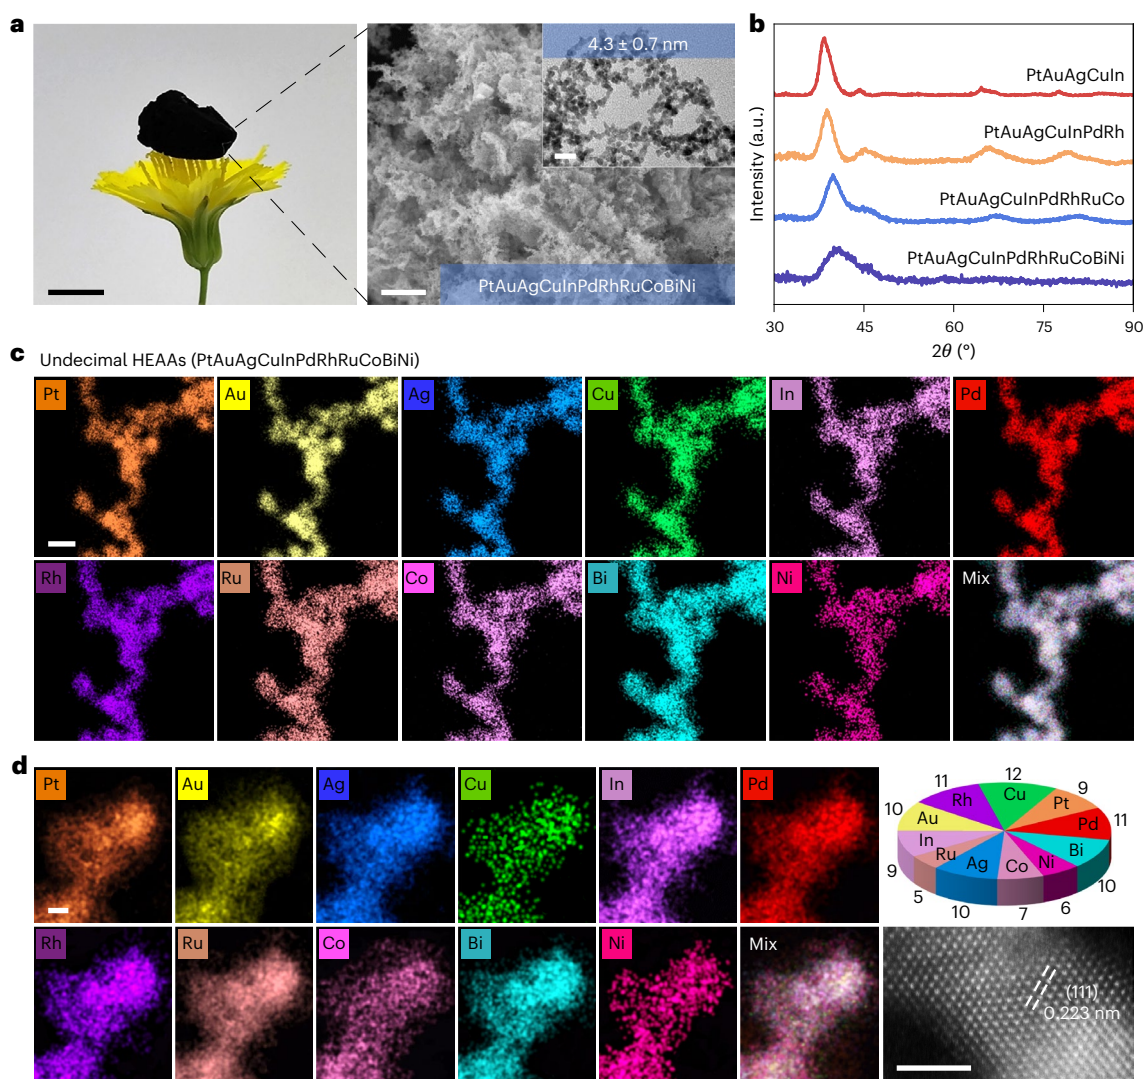 a
4.3 ± 0.7 nm
PtAuAgCuInPdRhRuCoBiNi
b
Intensity (a.u.)
PtAuAgCuIn
PtAuAgCuInPdRh
PtAuAgCuInPdRhRuCo
PtAuAgCuInPdRhRuCoBiNi
30 45 60 75 90
2θ (°)
c
Undecimal HEAAs (PtAuAgCuInPdRhRuCoBiNi)
Pt Au Ag Cu In Pd
Rh Ru Co Bi Ni Mix
d
Pt Au Ag Cu In Pd
Rh Ru Co Bi Ni Mix
12
11 9
Rh Cu Pt
10 Au Pd 11
In Bi
Ru Ag Co Ni
9 10
5 10 7 6
(111)
0.223 nm